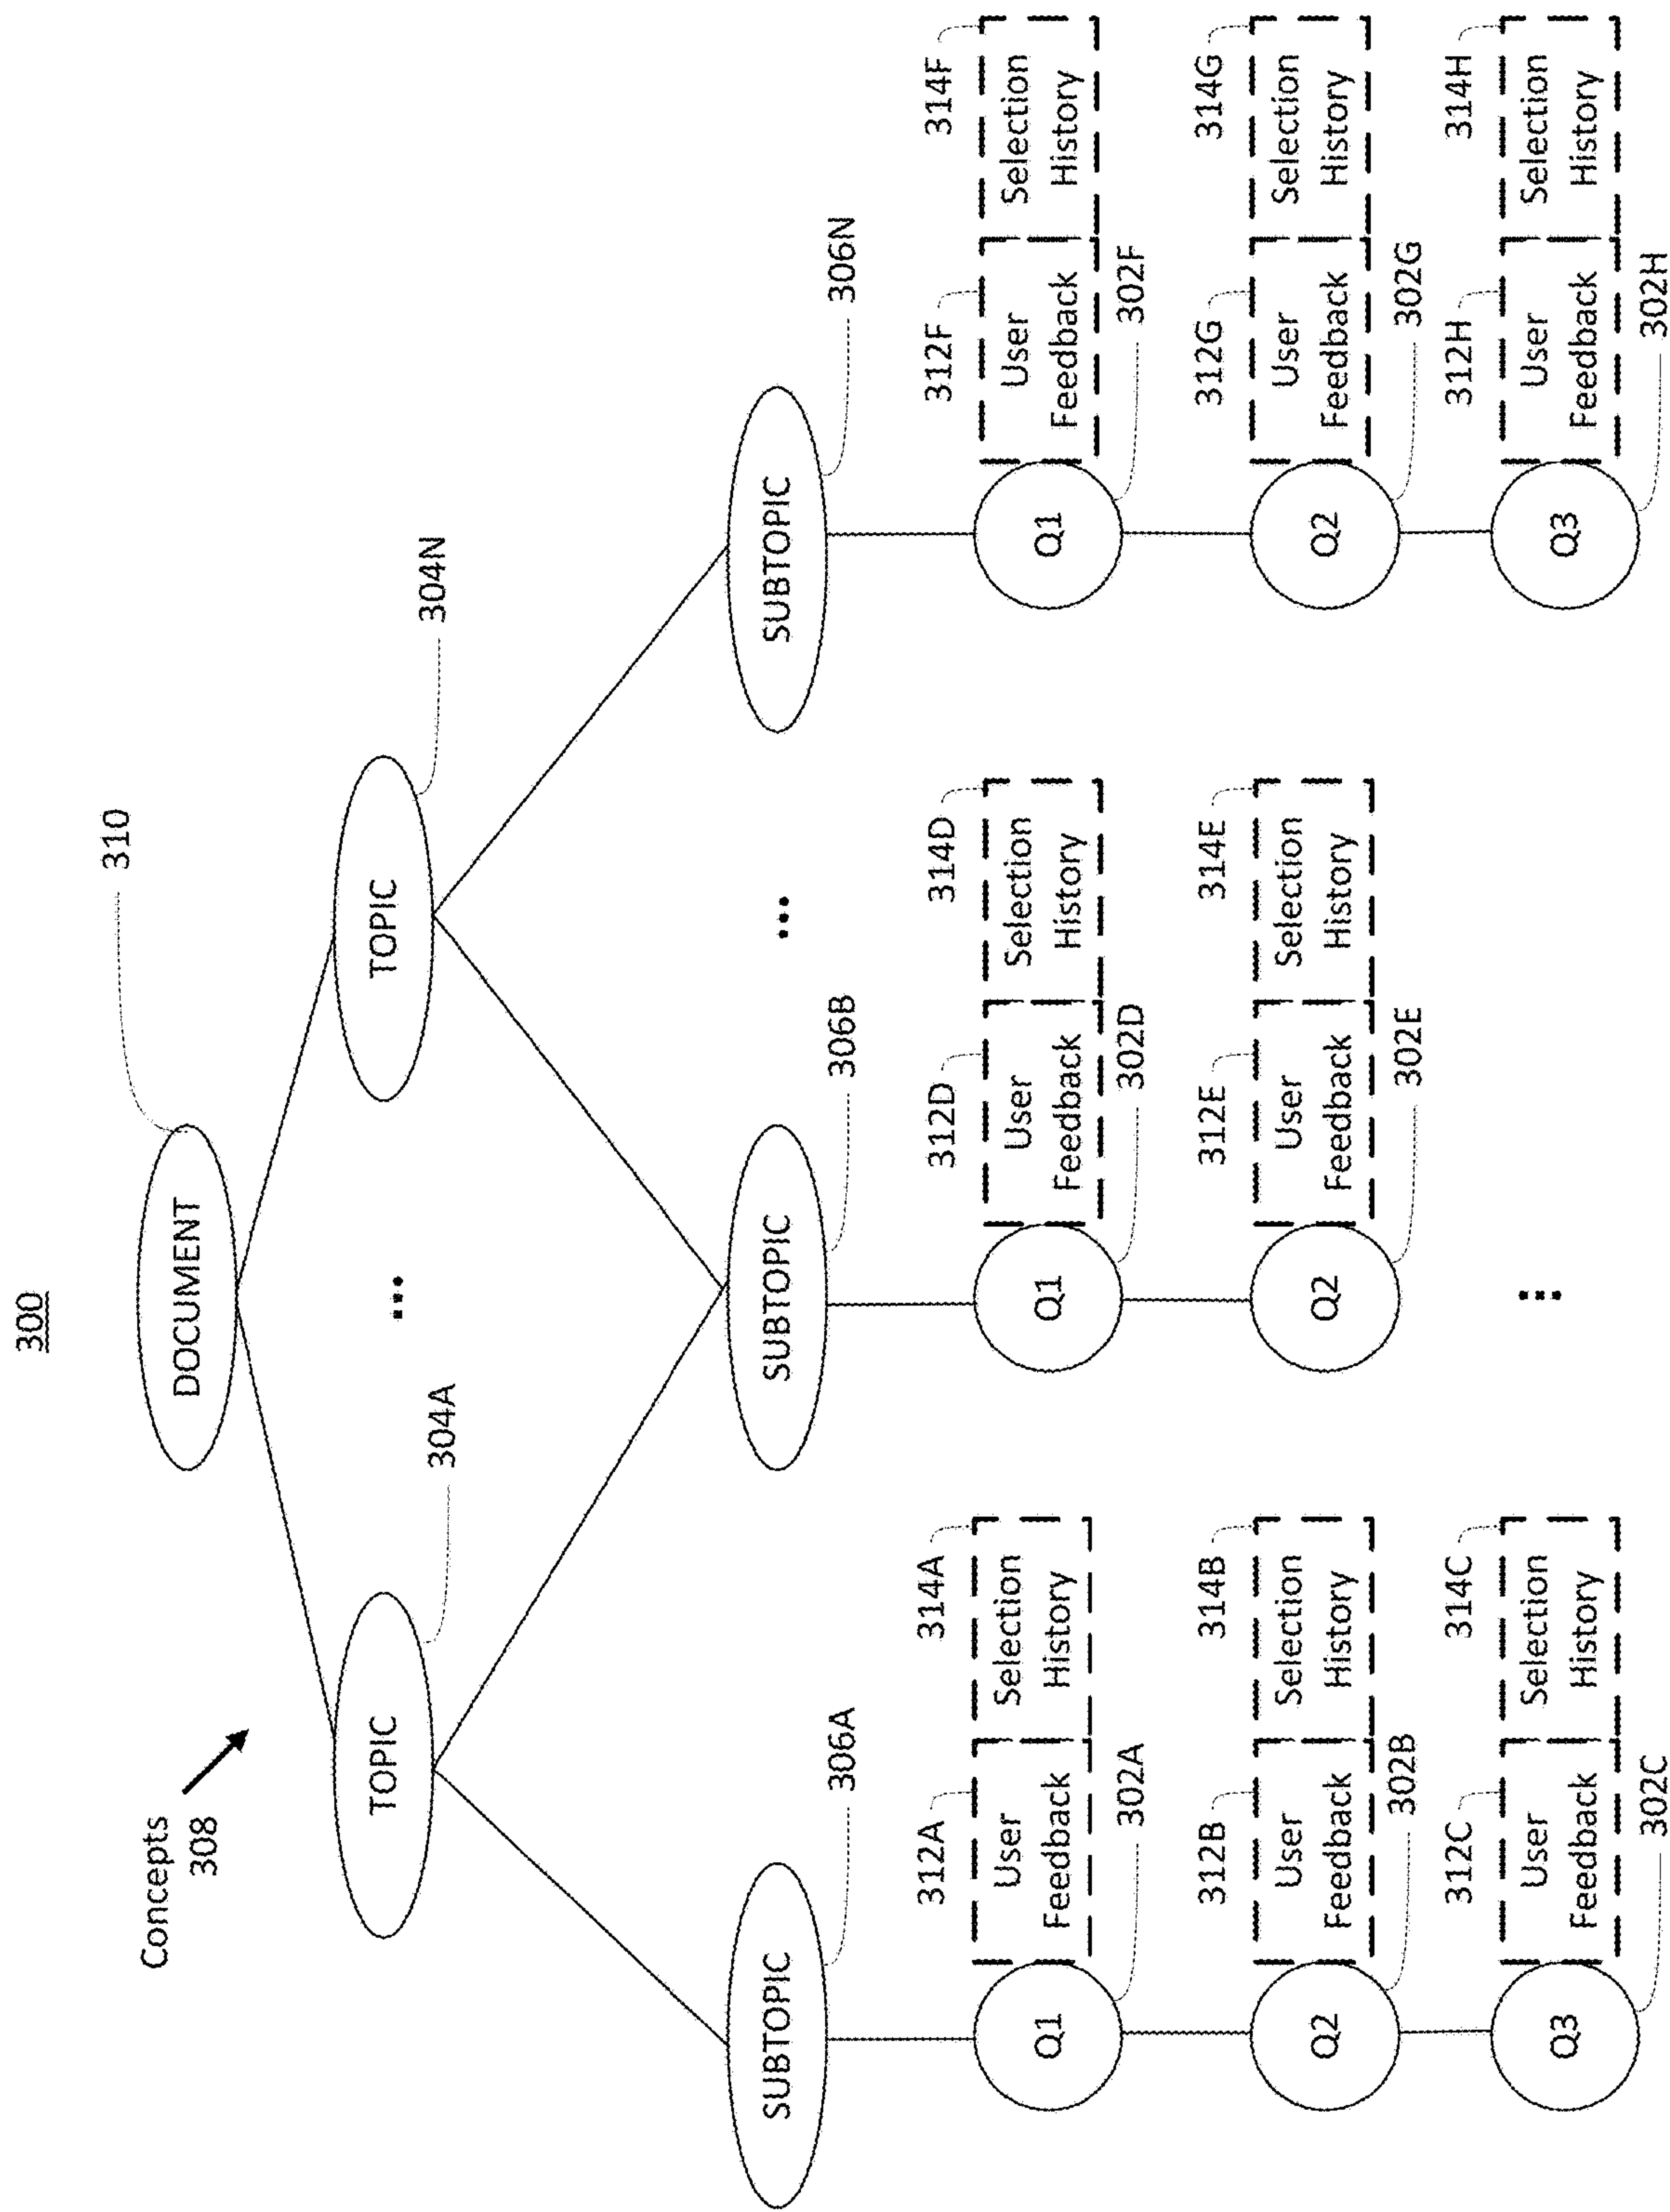 300
DOCUMENT
310
Concepts
308
TOPIC
304A
...
TOPIC
304N
SUBTOPIC
306A
SUBTOPIC
306B
...
SUBTOPIC
306N
312A
314A
Q1
User
Feedback
Selection
History
302A
312D
314D
Q1
User
Feedback
Selection
History
302D
312F
314F
Q1
User
Feedback
Selection
History
302F
312B
314B
Q2
User
Feedback
Selection
History
302B
312E
314E
Q2
User
Feedback
Selection
History
302E
312G
314G
Q2
User
Feedback
Selection
History
302G
312C
314C
Q3
User
Feedback
Selection
History
302C
...
312H
314H
Q3
User
Feedback
Selection
History
302H